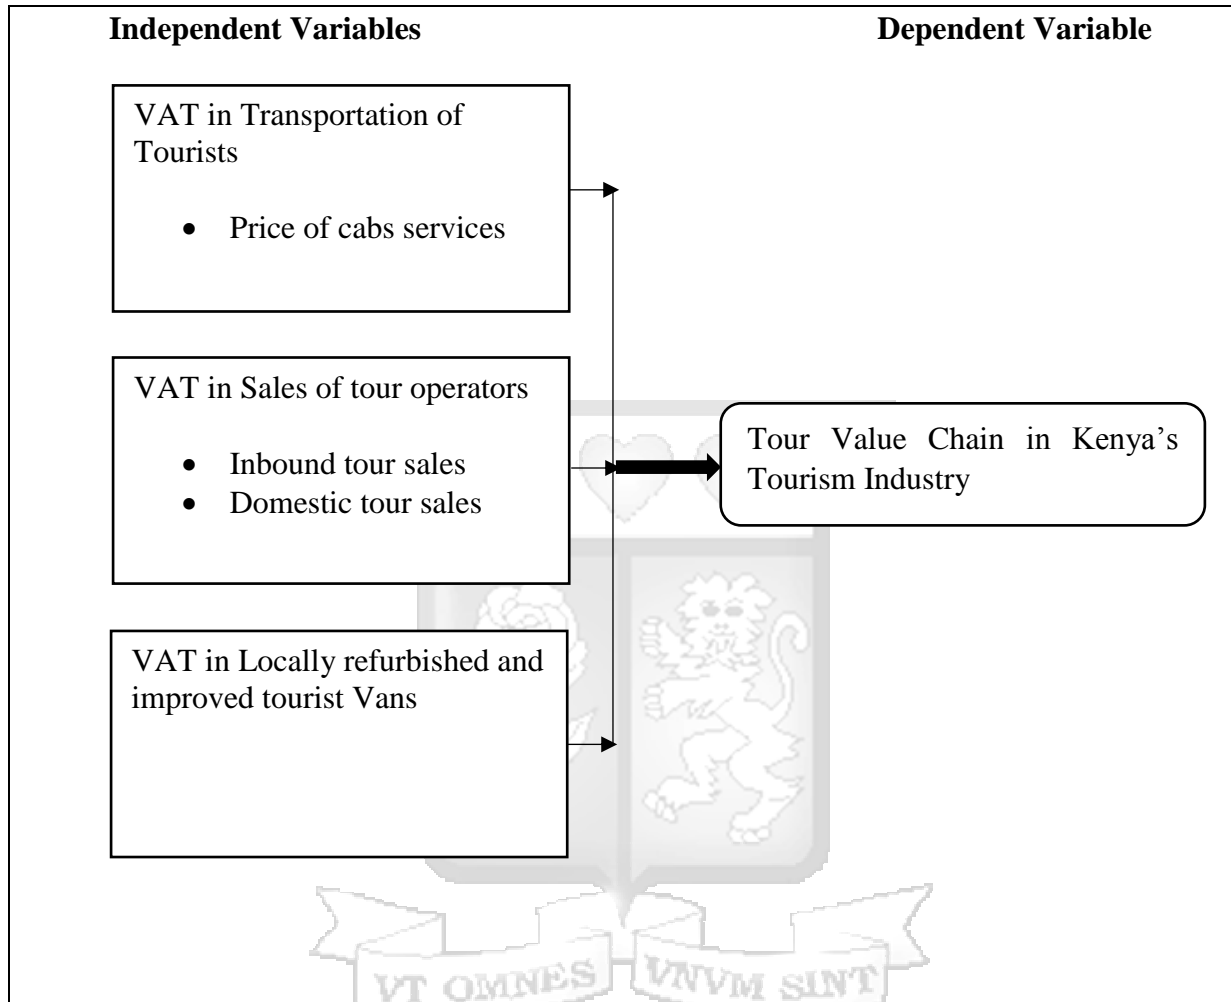 Independent Variables
Dependent Variable
VAT in Transportation of
Tourists
• Price of cabs services
VAT in Sales of tour operators
• Inbound tour sales
• Domestic tour sales
Tour Value Chain in Kenya’s
Tourism Industry
VAT in Locally refurbished and
improved tourist Vans
VT OMNES VNVM SINT